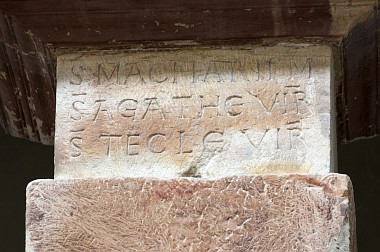 S̄ MACHARII M̄
S̄ AGATHE VIR̄
S̄ TECLE VIR̄